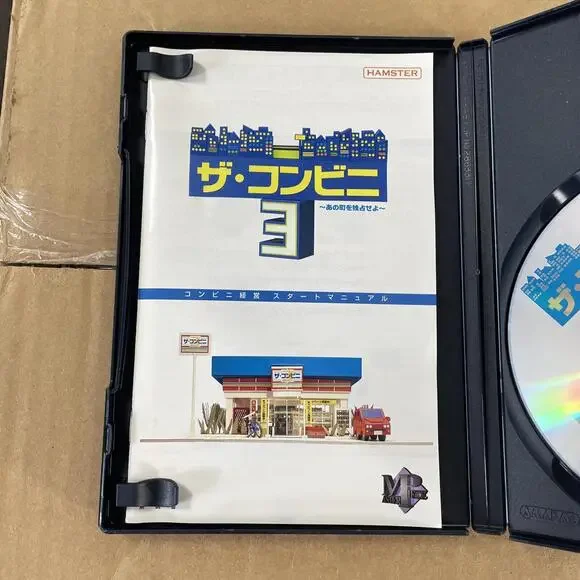 HAMSTER
ザ・コンビニ
〜あの町を独占せよ〜
3
コンビニ経営 スタートマニュアル
ザ・コンビニ
ザ・コンビニ
ザ・